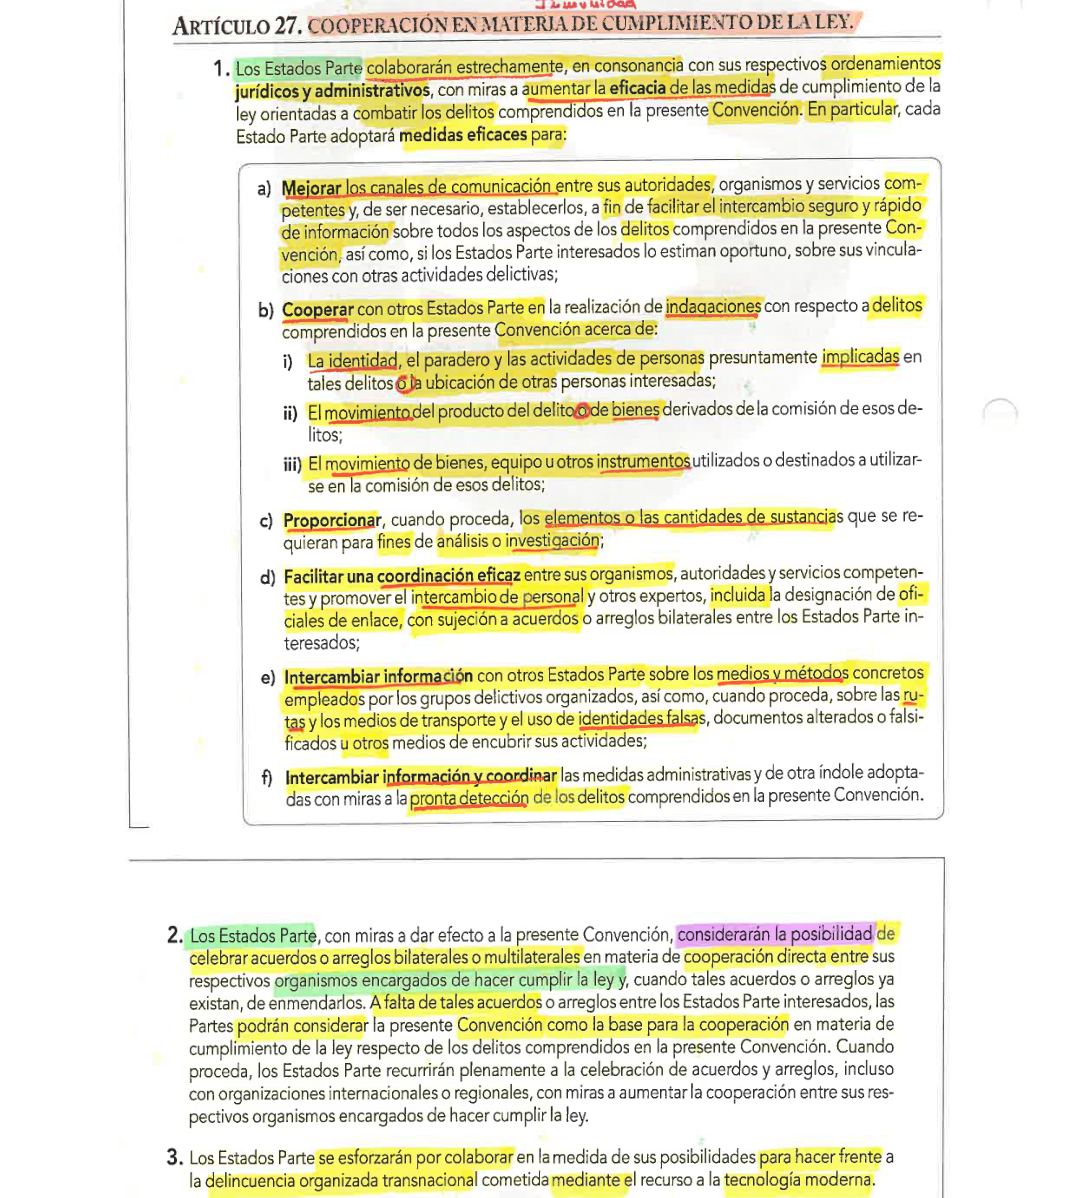 ARTÍCULO 27. COOPERACIÓN EN MATERIA DE CUMPLIMIENTO DE LA LEY.
1. Los Estados Parte colaborarán estrechamente, en consonancia con sus respectivos ordenamientos
jurídicos y administrativos, con miras a aumentar la eficacia de las medidas de cumplimiento de la
ley orientadas a combatir los delitos comprendidos en la presente Convención. En particular, cada
Estado Parte adoptará medidas eficaces para:
a) Mejorar los canales de comunicación entre sus autoridades, organismos y servicios com-
petentes y, de ser necesario, establecerlos, a fin de facilitar el intercambio seguro y rápido
de información sobre todos los aspectos de los delitos comprendidos en la presente Con-
vención, así como, si los Estados Parte interesados lo estiman oportuno, sobre sus vincula-
ciones con otras actividades delictivas;
b) Cooperar con otros Estados Parte en la realización de indagaciones con respecto a delitos
comprendidos en la presente Convención acerca de:
i) La identidad, el paradero y las actividades de personas presuntamente implicadas en
tales delitos o la ubicación de otras personas interesadas;
ii) El movimiento del producto del delito o de bienes derivados de la comisión de esos de-
litos;
iii) El movimiento de bienes, equipo u otros instrumentos utilizados o destinados a utilizar-
se en la comisión de esos delitos;
c) Proporcionar, cuando proceda, los elementos o las cantidades de sustancias que se re-
quieran para fines de análisis o investigación;
d) Facilitar una coordinación eficaz entre sus organismos, autoridades y servicios competen-
tes y promover el intercambio de personal y otros expertos, incluida la designación de ofi-
ciales de enlace, con sujeción a acuerdos o arreglos bilaterales entre los Estados Parte in-
teresados;
e) Intercambiar información con otros Estados Parte sobre los medios y métodos concretos
empleados por los grupos delictivos organizados, así como, cuando proceda, sobre las ru-
tas y los medios de transporte y el uso de identidades falsas, documentos alterados o falsi-
ficados u otros medios de encubrir sus actividades;
f) Intercambiar información y coordinar las medidas administrativas y de otra índole adopta-
das con miras a la pronta detección de los delitos comprendidos en la presente Convención.
2. Los Estados Parte, con miras a dar efecto a la presente Convención, considerarán la posibilidad de
celebrar acuerdos o arreglos bilaterales o multilaterales en materia de cooperación directa entre sus
respectivos organismos encargados de hacer cumplir la ley y, cuando tales acuerdos o arreglos ya
existan, de enmendarlos. A falta de tales acuerdos o arreglos entre los Estados Parte interesados, las
Partes podrán considerar la presente Convención como la base para la cooperación en materia de
cumplimiento de la ley respecto de los delitos comprendidos en la presente Convención. Cuando
proceda, los Estados Parte recurrirán plenamente a la celebración de acuerdos y arreglos, incluso
con organizaciones internacionales o regionales, con miras a aumentar la cooperación entre sus res-
pectivos organismos encargados de hacer cumplir la ley.
3. Los Estados Parte se esforzarán por colaborar en la medida de sus posibilidades para hacer frente a
la delincuencia organizada transnacional cometida mediante el recurso a la tecnología moderna.